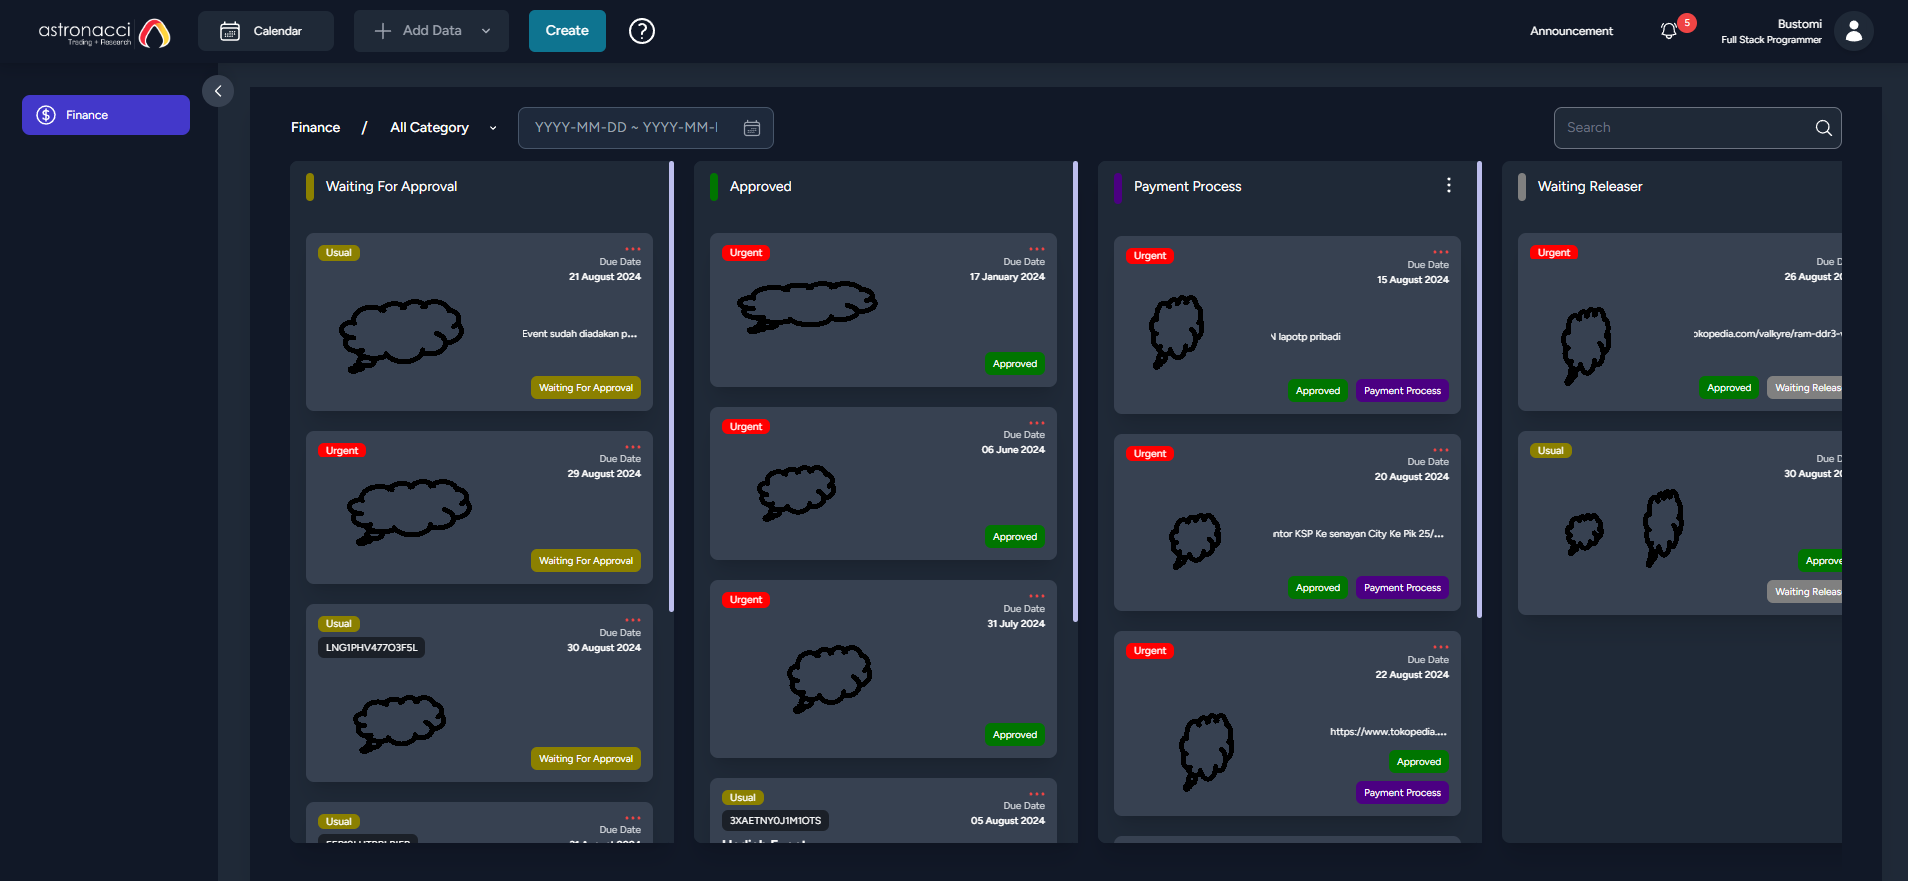 astronacci
Trading + Research
Calendar
Add Data
Create
?
Announcement
5
Bustomi
Full Stack Programmer
Finance
Finance / All Category
YYYY-MM-DD ~ YYYY-MM-
Search
Waiting For Approval
Usual
Due Date
21 August 2024
Event sudah diadakan p...
Waiting For Approval
Urgent
Due Date
29 August 2024
Waiting For Approval
Usual
LNG1PHV477O3F5L
Due Date
30 August 2024
Waiting For Approval
Usual
Due Date
Approved
Urgent
Due Date
17 January 2024
Approved
Urgent
Due Date
06 June 2024
Approved
Urgent
Due Date
31 July 2024
Approved
Usual
3XAETNY0J1M1OTS
Due Date
05 August 2024
Payment Process
Urgent
Due Date
15 August 2024
lapotp pribadi
Approved
Payment Process
Urgent
Due Date
20 August 2024
ntor KSP Ke senayan City Ke Pik 25/...
Approved
Payment Process
Urgent
Due Date
22 August 2024
https://www.tokopedia....
Approved
Payment Process
Waiting Releaser
Urgent
Due D
26 August 20
okopedia.com/valkyre/ram-ddr3-
Approved
Waiting Releas
Usual
Due D
30 August 20
Approve
Waiting Releas